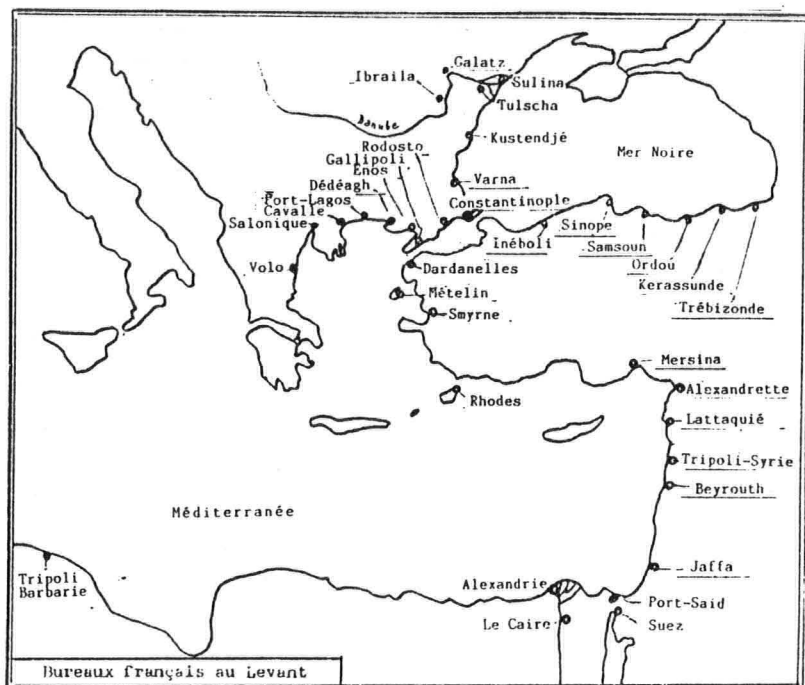 Galatz
Ibraila
Sulina
Tulscha
Danube
Kustendjé
Rodosto
Gallipoli
Enos
Dédéagh
Port-Lagos
Cavalle
Salonique
Volo
Varna
Constantinople
Mer Noire
Inéboli
Sinope
Samsoun
Ordou
Kerassunde
Trébizonde
Dardanelles
Mételin
Smyrne
Rhodes
Mersina
Alexandrette
Lattaquié
Tripoli-Syrie
Beyrouth
Méditerranée
Jaffa
Tripoli
Barbarie
Alexandrie
Port-Said
Le Caire
Suez
Bureaux français au Levant